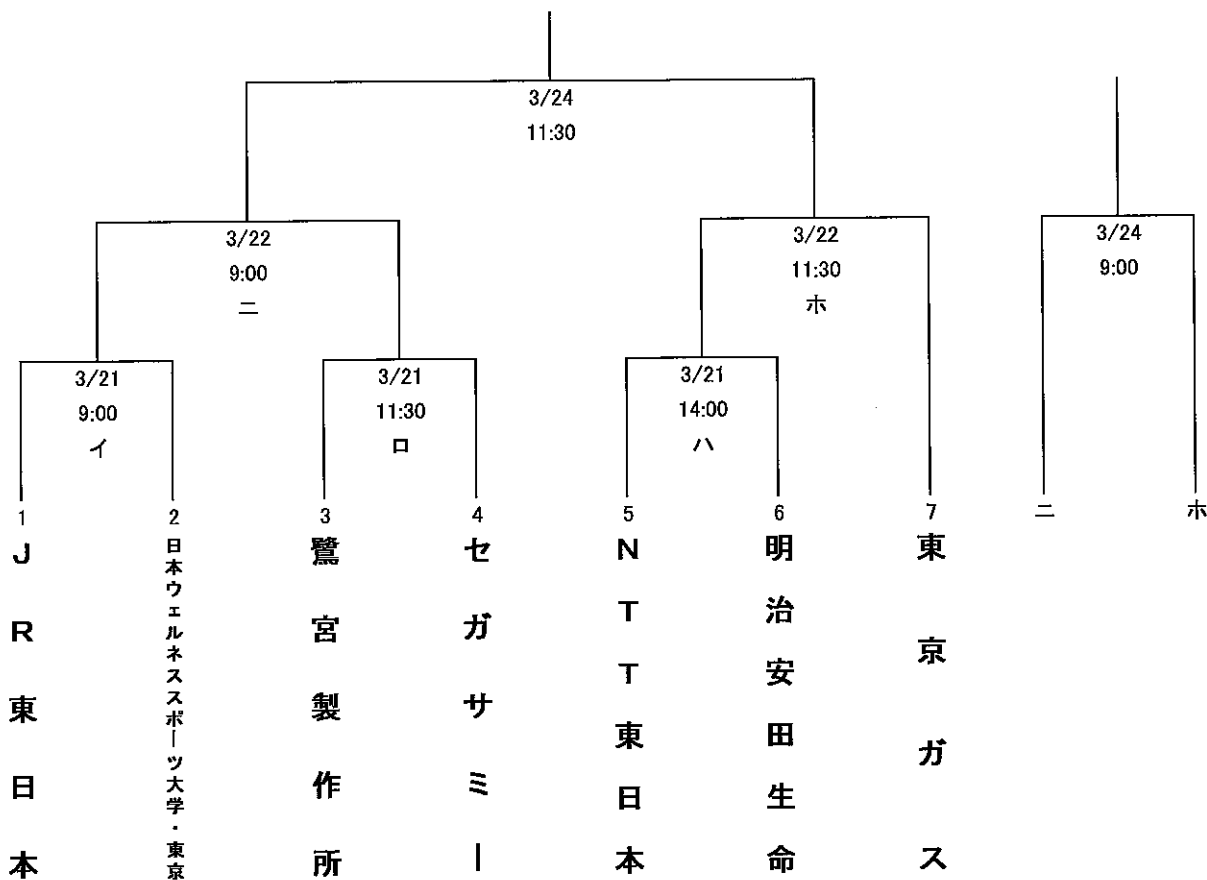 3/24
11:30
3/22
9:00
ニ
3/22
11:30
ホ
3/24
9:00
3/21
9:00
イ
3/21
11:30
ロ
3/21
14:00
ハ
1
JR東日本
2
日本ウェルネススポーツ大学・東京
3
鷺宮製作所
4
セガサミー
5
NTT東日本
6
明治安田生命
7
東京ガス
ニ
ホ